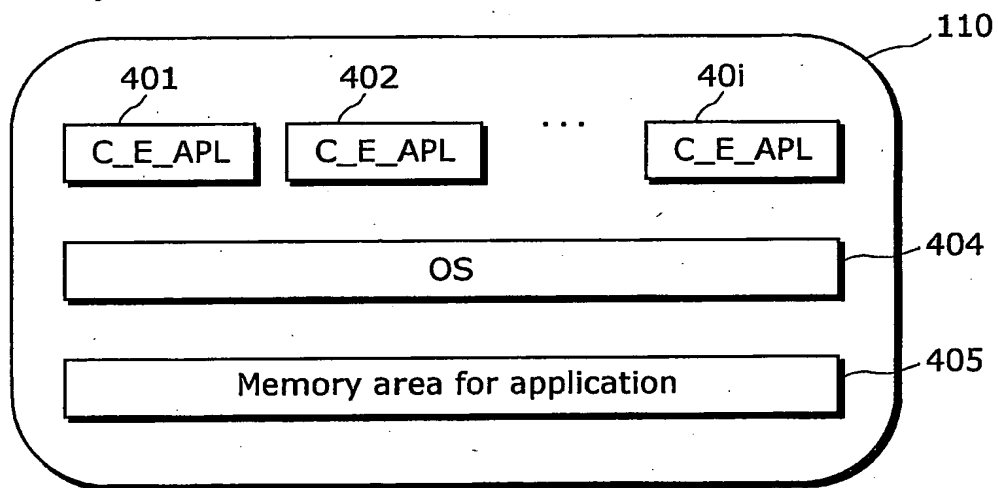 110
401
402
40i
C_E_APL
C_E_APL
...
C_E_APL
OS
404
Memory area for application
405